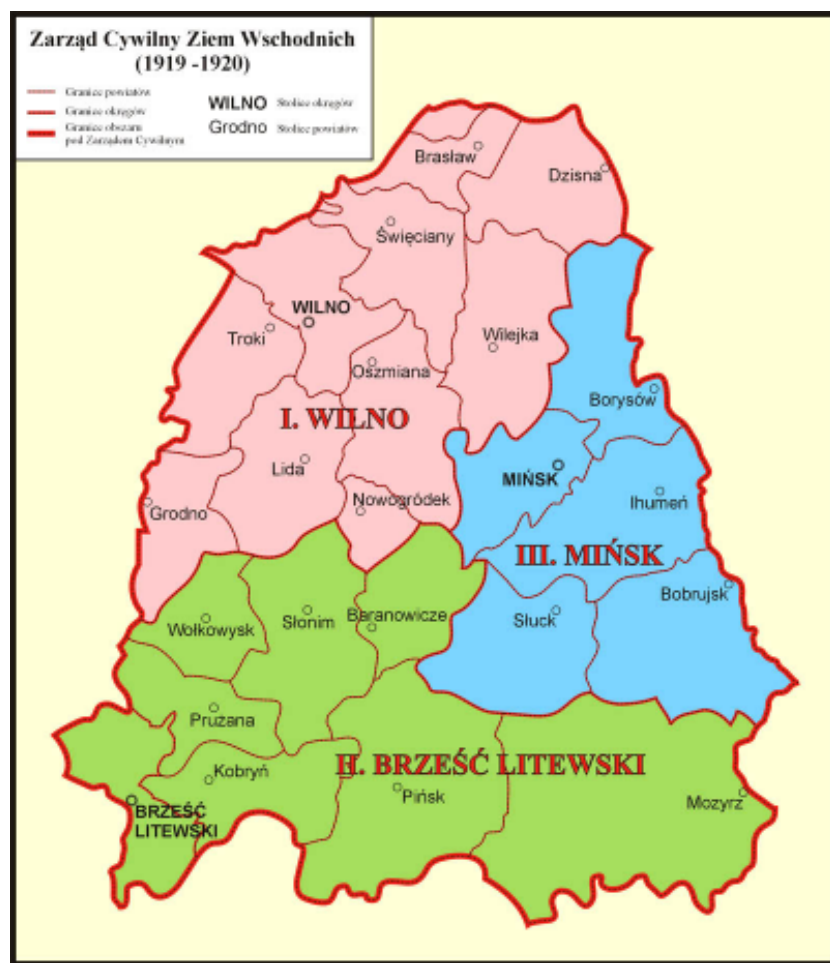 Zarząd Cywilny Ziem Wschodnich
(1919 -1920)
Granice powiatów
Granice okręgów
Granice obszaru
pod Zarządem Cywilnym
WILNO Stolice okręgów
Grodno Stolice powiatów
Brasław
Dzisna
Święciany
WILNO
Troki
Wilejka
Oszmiana
Borysów
I. WILNO
Lida
MIŃSK
Ihumeń
Nowogródek
Grodno
III. MIŃSK
Bobrujsk
Wołkowysk
Słonim
Baranowicze
Słuck
Prużana
II. BRZEŚĆ LITEWSKI
Kobryń
Pińsk
Mozyrz
BRZEŚĆ
LITEWSKI